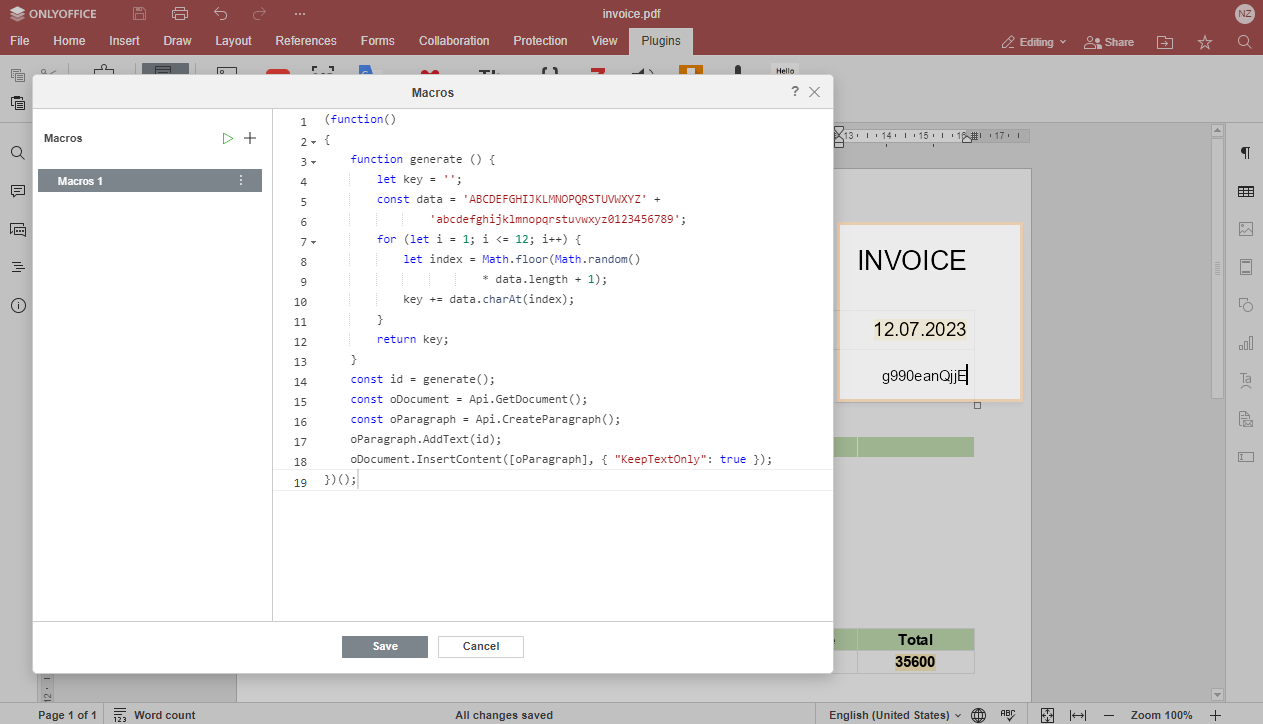 ONLYOFFICE
invoice.pdf
NZ
File Home Insert Draw Layout References Forms Collaboration Protection View Plugins
Editing Share
Hello
Macros
?
Macros
Macros 1
1 (function()
2 {
3 function generate () {
4 let key = '';
5 const data = 'ABCDEFGHIJKLMNOPQRSTUVWXYZ' +
6 'abcdefghijklmnopqrstuvwxyz0123456789';
7 for (let i = 1; i <= 12; i++) {
8 let index = Math.floor(Math.random()
9 * data.length + 1);
10 key += data.charAt(index);
11 }
12 return key;
13 }
14 const id = generate();
15 const oDocument = Api.GetDocument();
16 const oParagraph = Api.CreateParagraph();
17 oParagraph.AddText(id);
18 oDocument.InsertContent([oParagraph], { "KeepTextOnly": true });
19 })();
Save Cancel
13 14 15 16 17
INVOICE
12.07.2023
g990eanQjjE
Total
35600
12
Page 1 of 1 123 Word count All changes saved English (United States) ABC Zoom 100%